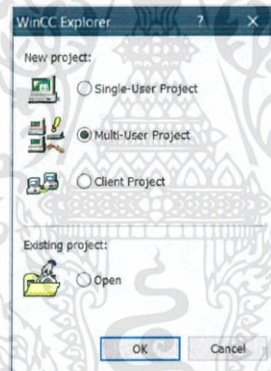 WinCC Explorer ? ×
New project:
Single-User Project
Multi-User Project
Client Project
Existing project:
Open
OK Cancel